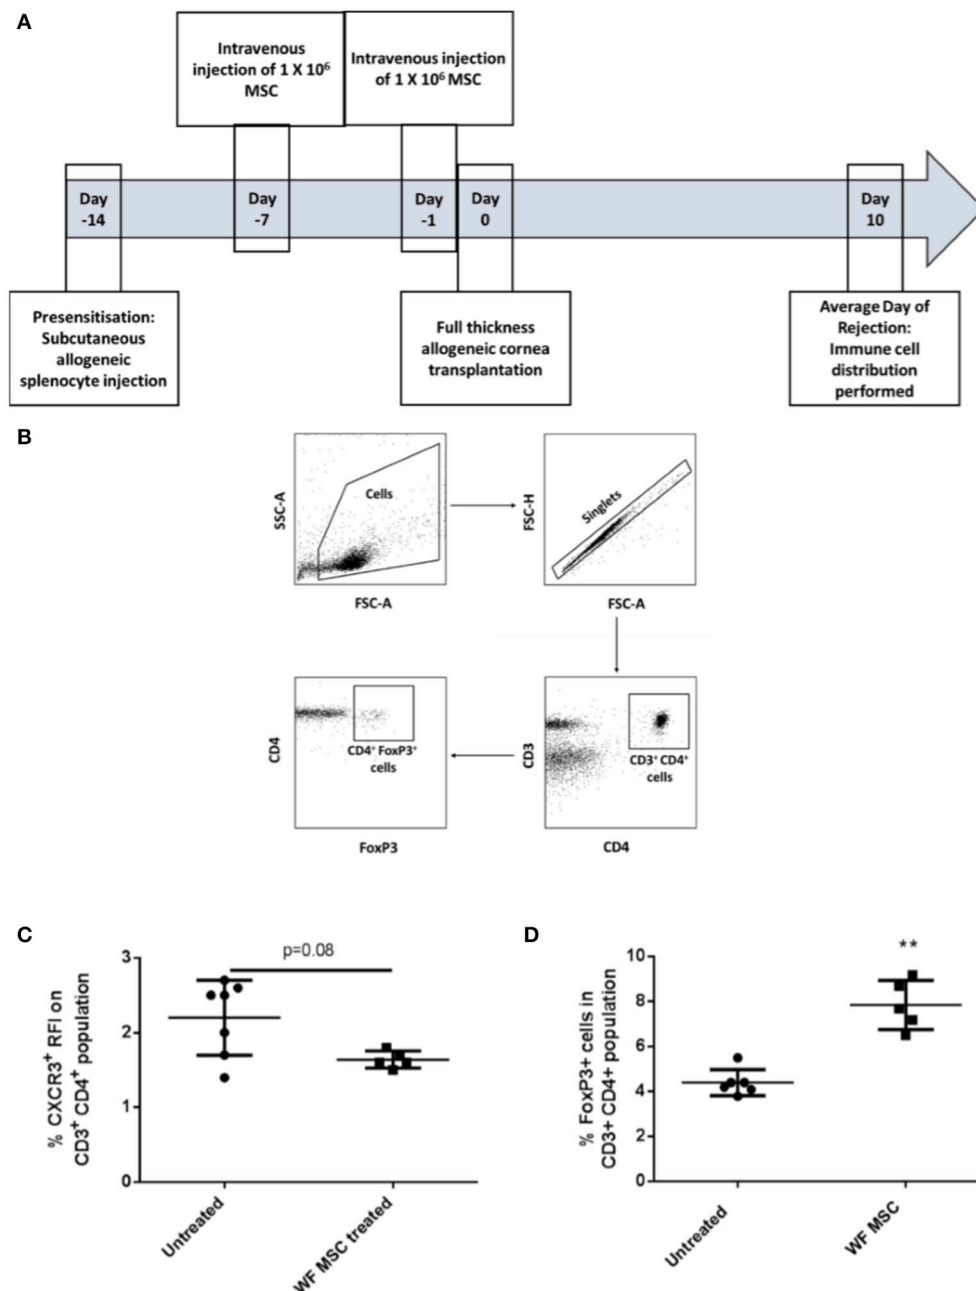 A
Intravenous
injection of 1 X 10⁶
MSC
Intravenous injection
of 1 X 10⁶ MSC
Day
-14
Day
-7
Day
-1
Day
0
Day
10
Presensitisation:
Subcutaneous
allogeneic
splenocyte injection
Full thickness
allogeneic cornea
transplantation
Average Day of
Rejection:
Immune cell
distribution
performed
B
SSC-A
Cells
FSC-A
FSC-H
Singlets
FSC-A
CD4
CD4⁺ FoxP3⁺
cells
FoxP3
CD3
CD3⁺ CD4⁺
cells
CD4
C
p=0.08
% CXCR3⁺ RFI on
CD3⁺ CD4⁺ population
3
2
1
0
Untreated
WF MSC treated
D
**
% FoxP3+ cells in
CD3+ CD4+ population
10
8
6
4
2
0
Untreated
WF MSC